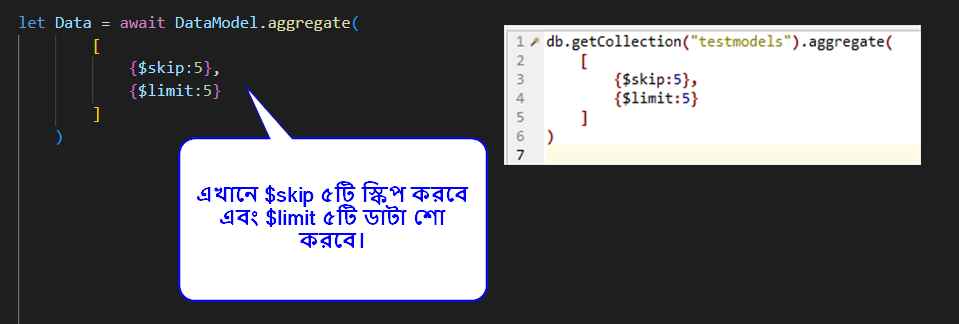 let Data = await DataModel.aggregate(
[
{$skip:5},
{$limit:5}
]
)
1 db.getCollection("testmodels").aggregate(
2 [
3 {$skip:5},
4 {$limit:5}
5 ]
6 )
7
এখানে $skip ৫টি স্কিপ করবে
এবং $limit ৫টি ডাটা শো
করবে।